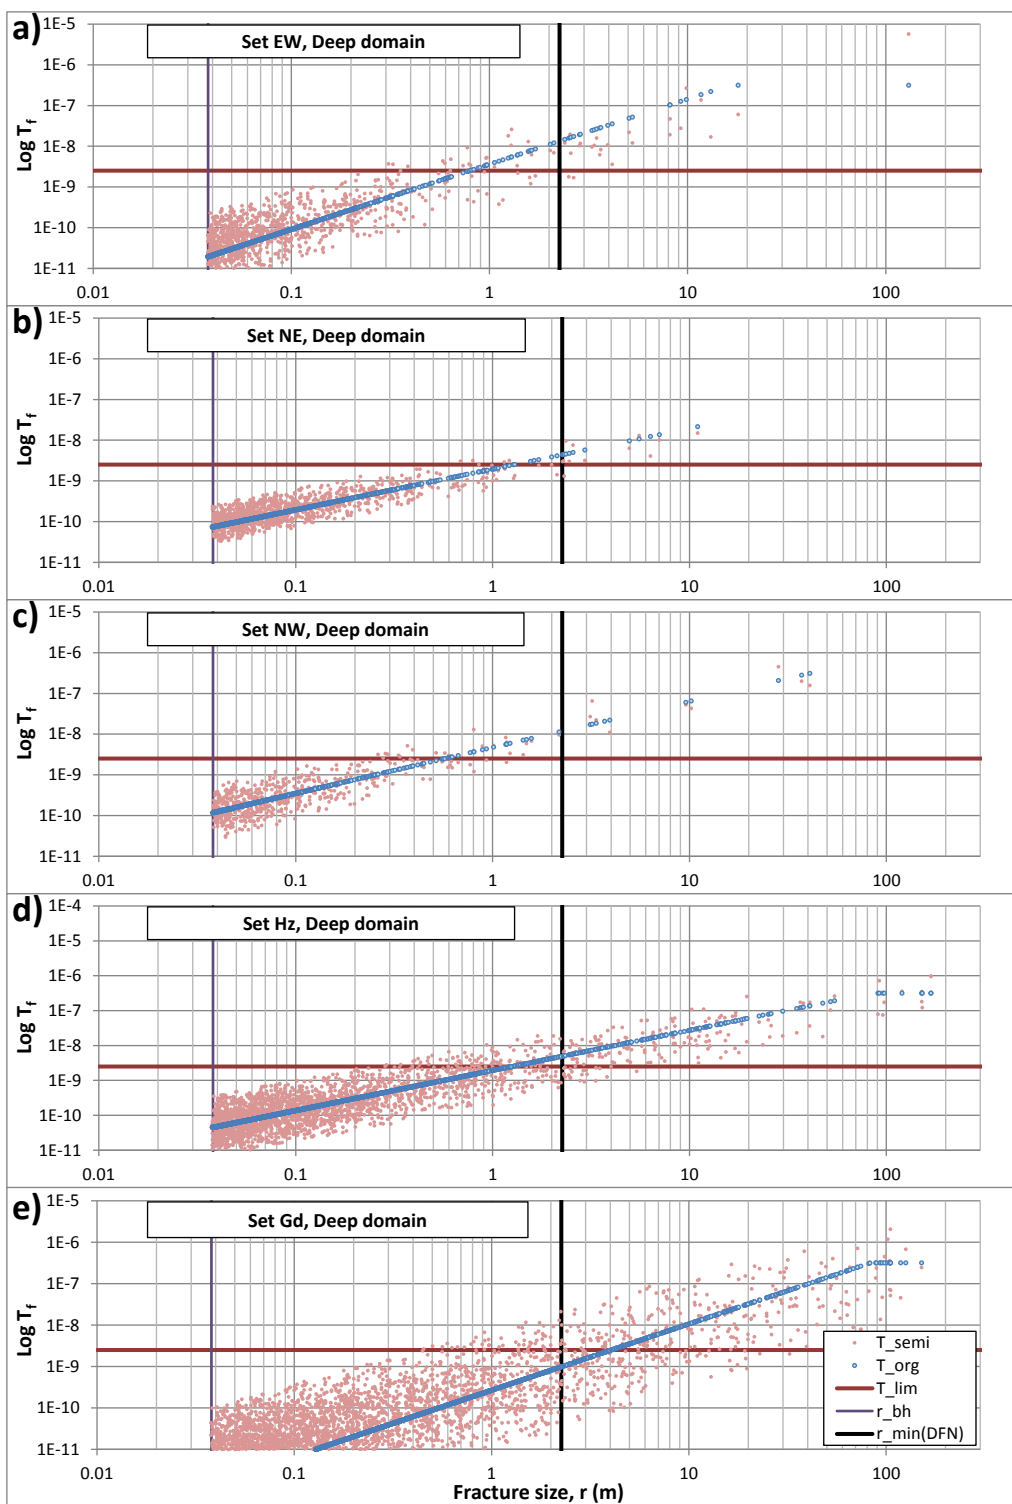 a)
Set EW, Deep domain
Log Tf
1E-5
1E-6
1E-7
1E-8
1E-9
1E-10
1E-11
0.01 0.1 1 10 100
b)
Set NE, Deep domain
Log Tf
1E-5
1E-6
1E-7
1E-8
1E-9
1E-10
1E-11
0.01 0.1 1 10 100
c)
Set NW, Deep domain
Log Tf
1E-5
1E-6
1E-7
1E-8
1E-9
1E-10
1E-11
0.01 0.1 1 10 100
d)
Set Hz, Deep domain
Log Tf
1E-4
1E-5
1E-6
1E-7
1E-8
1E-9
1E-10
1E-11
0.01 0.1 1 10 100
e)
Set Gd, Deep domain
Log Tf
1E-5
1E-6
1E-7
1E-8
1E-9
1E-10
1E-11
T_semi
T_org
T_lim
r_bh
r_min(DFN)
0.01 0.1 1 10 100
Fracture size, r (m)